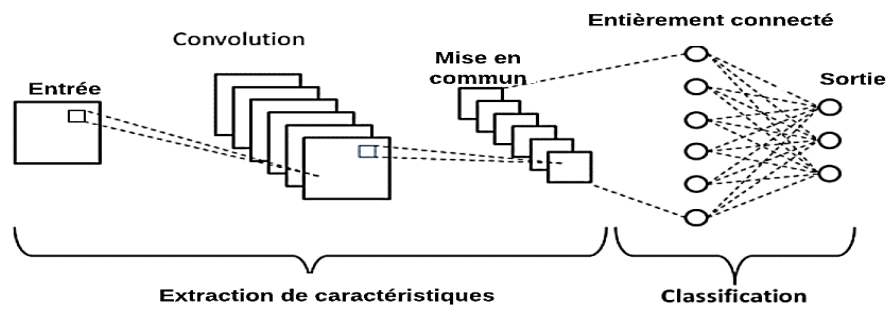 Entièrement connecté
Convolution
Mise en
commun
Entrée
Sortie
Extraction de caractéristiques
Classification